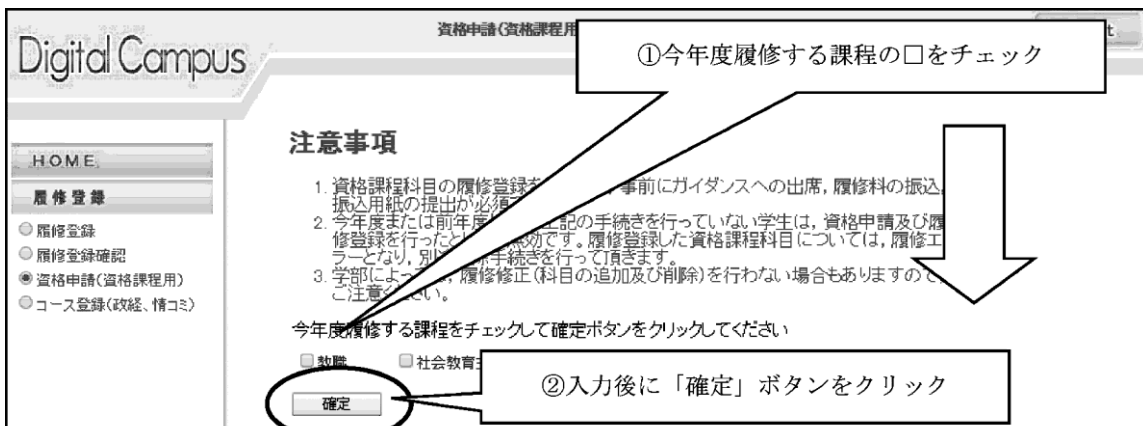 Digital Campus
資格申請(資格課程用
t
①今年度履修する課程の□をチェック
HOME
履修登録
履修登録
履修登録確認
資格申請(資格課程用)
コース登録(政経、情コミ)
注意事項
1. 資格課程科目の履修登録を 事前にガイダンスへの出席，履修料の振込，
振込用紙の提出が必須で
2. 今年度または前年度 上記の手続きを行っていない学生は，資格申請及び履
修登録を行ったとし 無効です。履修登録した資格課程科目については，履修エ
ラーとなり，別途 手続きを行って頂きます。
3. 学部によっては，履修修正(科目の追加及び削除)を行わない場合もありますので，
ご注意ください。
今年度履修する課程をチェックして確定ボタンをクリックしてください
教職 社会教育主
確定
②入力後に「確定」ボタンをクリック